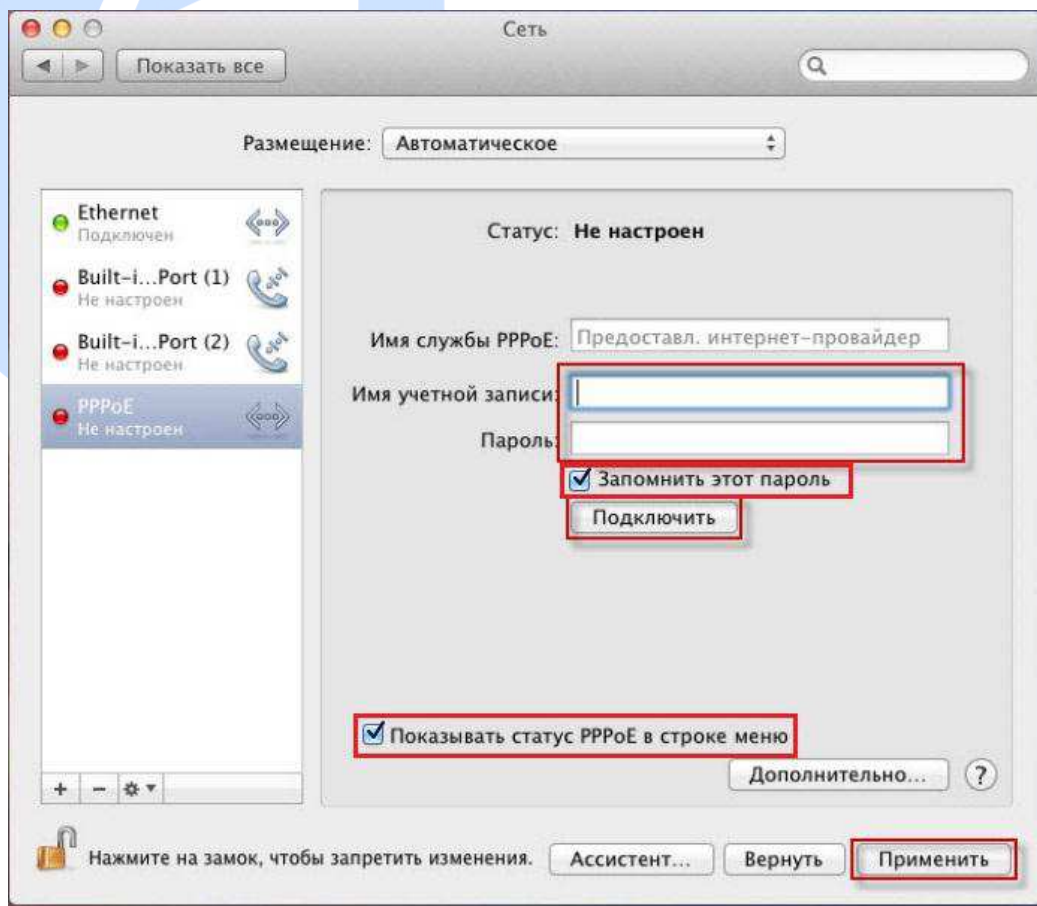 Сеть
Показать все
Размещение: Автоматическое
Ethernet
Подключен
Built-i...Port (1)
Не настроен
Built-i...Port (2)
Не настроен
PPPoE
Не настроен
Статус: Не настроен
Имя службы PPPoE: Предоставл. интернет-провайдер
Имя учетной записи:
Пароль:
Запомнить этот пароль
Подключить
Показывать статус PPPoE в строке меню
Дополнительно... ?
Нажмите на замок, чтобы запретить изменения. Ассистент... Вернуть Применить